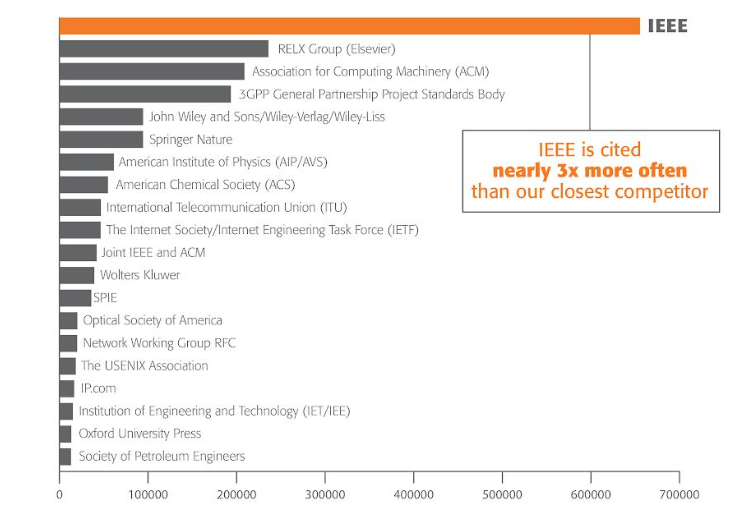 IEEE
RELX Group (Elsevier)
Association for Computing Machinery (ACM)
3GPP General Partnership Project Standards Body
John Wiley and Sons/Wiley-Verlag/Wiley-Liss
Springer Nature
American Institute of Physics (AIP/AVS)
American Chemical Society (ACS)
International Telecommunication Union (ITU)
The Internet Society/Internet Engineering Task Force (IETF)
Joint IEEE and ACM
Wolters Kluwer
SPIE
Optical Society of America
Network Working Group RFC
The USENIX Association
IP.com
Institution of Engineering and Technology (IET/IEE)
Oxford University Press
Society of Petroleum Engineers
IEEE is cited
nearly 3x more often
than our closest competitor
0 100000 200000 300000 400000 500000 600000 700000